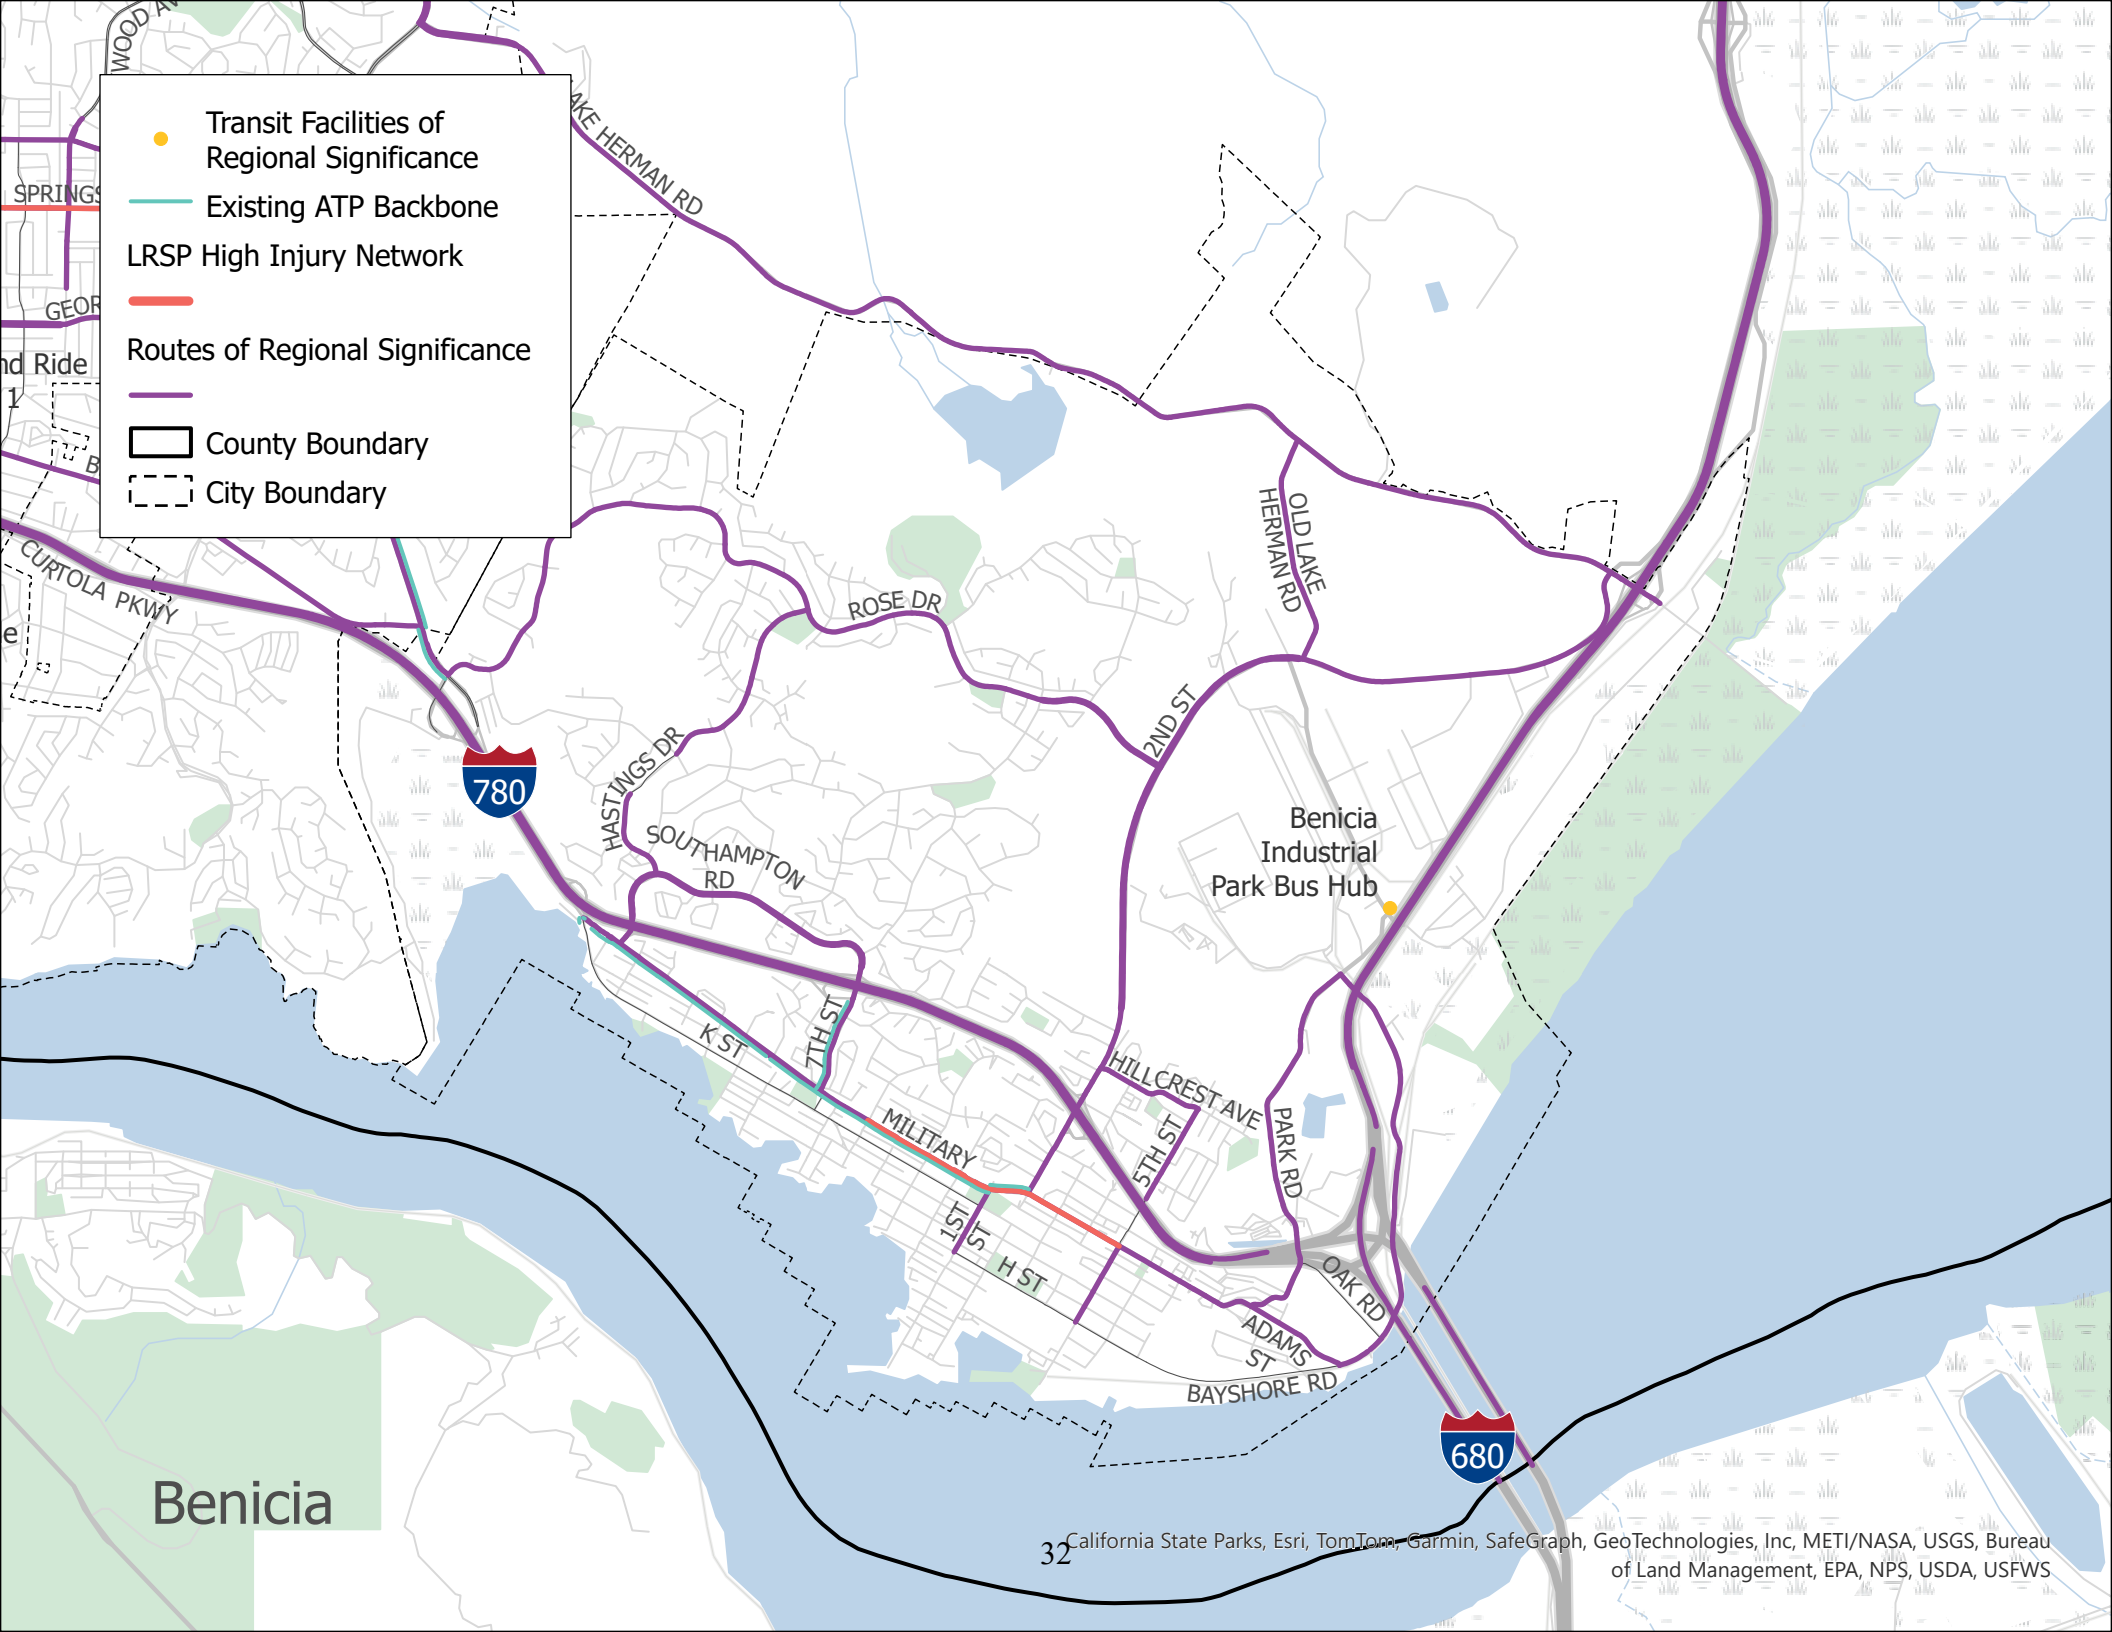 WOOD AV
Transit Facilities of
Regional Significance
Existing ATP Backbone
LRSP High Injury Network
Routes of Regional Significance
County Boundary
City Boundary
AKE HERMAN RD
SPRINGS
GEOR
nd Ride
1
B
CURTOLA PKWY
e
OLD LAKE
HERMAN RD
ROSE DR
2ND ST
HASTINGS DR
780
SOUTHAMPTON
RD
Benicia
Industrial
Park Bus Hub
7TH ST
K ST
HILLCREST AVE
MILITARY
5TH ST
PARK RD
1ST
ST
H ST
OAK RD
ADAMS
ST
BAYSHORE RD
680
Benicia
32
California State Parks, Esri, TomTom, Garmin, SafeGraph, GeoTechnologies, Inc, METI/NASA, USGS, Bureau
of Land Management, EPA, NPS, USDA, USFWS